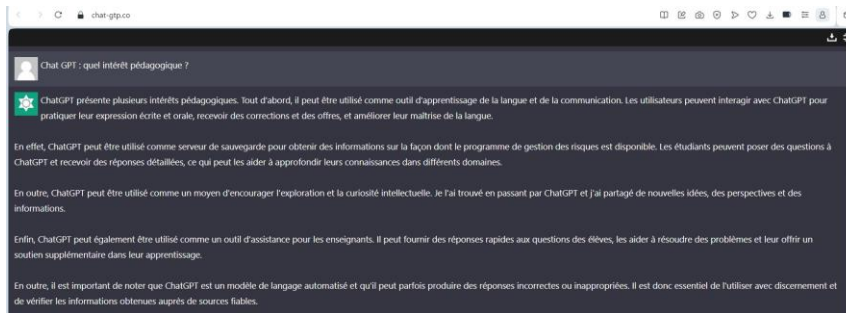 chat-gtp.co
Chat GPT : quel intérêt pédagogique ?
ChatGPT présente plusieurs intérêts pédagogiques. Tout d'abord, il peut être utilisé comme outil d'apprentissage de la langue et de la communication. Les utilisateurs peuvent interagir avec ChatGPT pour
pratiquer leur expression écrite et orale, recevoir des corrections et des offres, et améliorer leur maîtrise de la langue.
En effet, ChatGPT peut être utilisé comme serveur de sauvegarde pour obtenir des informations sur la façon dont le programme de gestion des risques est disponible. Les étudiants peuvent poser des questions à
ChatGPT et recevoir des réponses détaillées, ce qui peut les aider à approfondir leurs connaissances dans différents domaines.
En outre, ChatGPT peut être utilisé comme un moyen d'encourager l'exploration et la curiosité intellectuelle. Je l'ai trouvé en passant par ChatGPT et j'ai partagé de nouvelles idées, des perspectives et des
informations.
Enfin, ChatGPT peut également être utilisé comme un outil d'assistance pour les enseignants. Il peut fournir des réponses rapides aux questions des élèves, les aider à résoudre des problèmes et leur offrir un
soutien supplémentaire dans leur apprentissage.
En outre, il est important de noter que ChatGPT est un modèle de langage automatisé et qu'il peut parfois produire des réponses incorrectes ou inappropriées. Il est donc essentiel de l'utiliser avec discernement et
de vérifier les informations obtenues auprès de sources fiables.